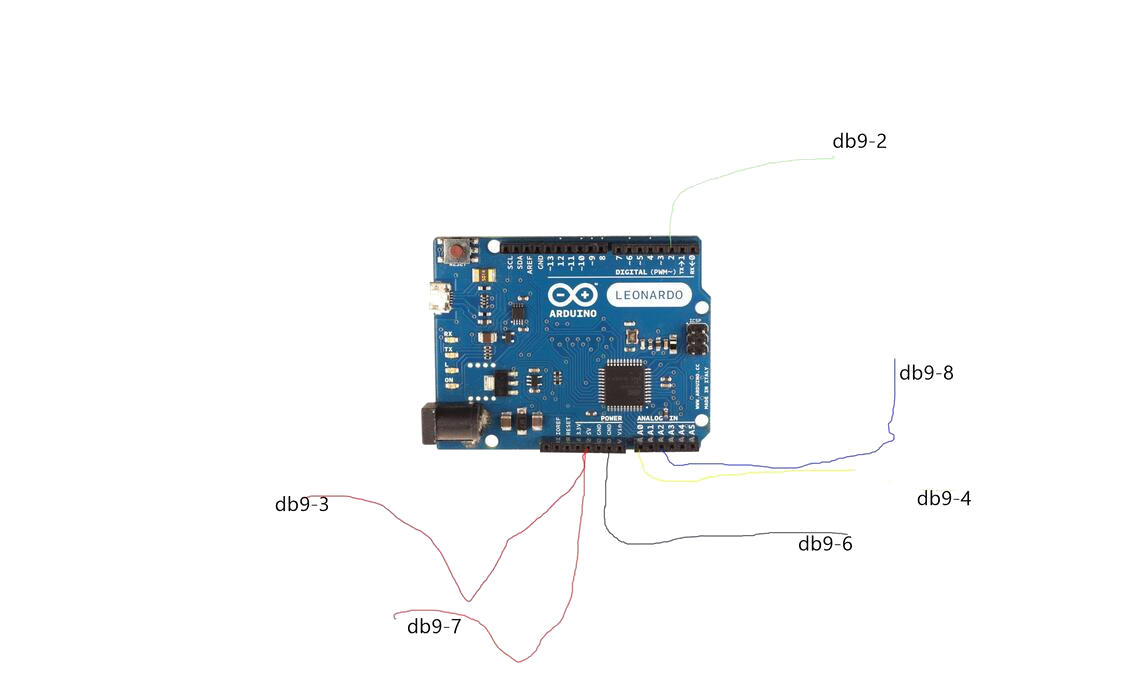 db9-2
SCL
SDA
AREF
GND
~13
12
~11
~10
~9
8
7
~6
~5
4
~3
2
TX→1
RX←0
DIGITAL (PWM~)
ARDUINO
LEONARDO
ICSP
RX
TX
L
ON
WWW.ARDUINO.CC
MADE IN ITALY
POWER
ANALOG IN
IOREF
RESET
3.3V
5V
GND
GND
Vin
A0
A1
A2
A3
A4
A5
db9-8
db9-3
db9-4
db9-6
db9-7